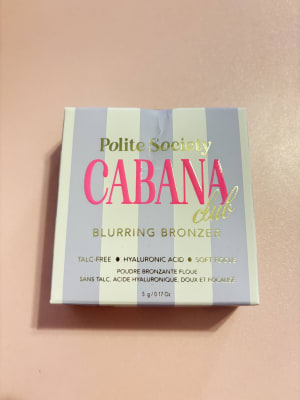 Polite Society
CABANA
club
BLURRING BRONZER
TALC-FREE • HYALURONIC ACID • SOFT FOCUS
POUDRE BRONZANTE FLOUE
SANS TALC, ACIDE HYALURONIQUE, DOUX ET FOCALISÉ
5 g / 0.17 Oz